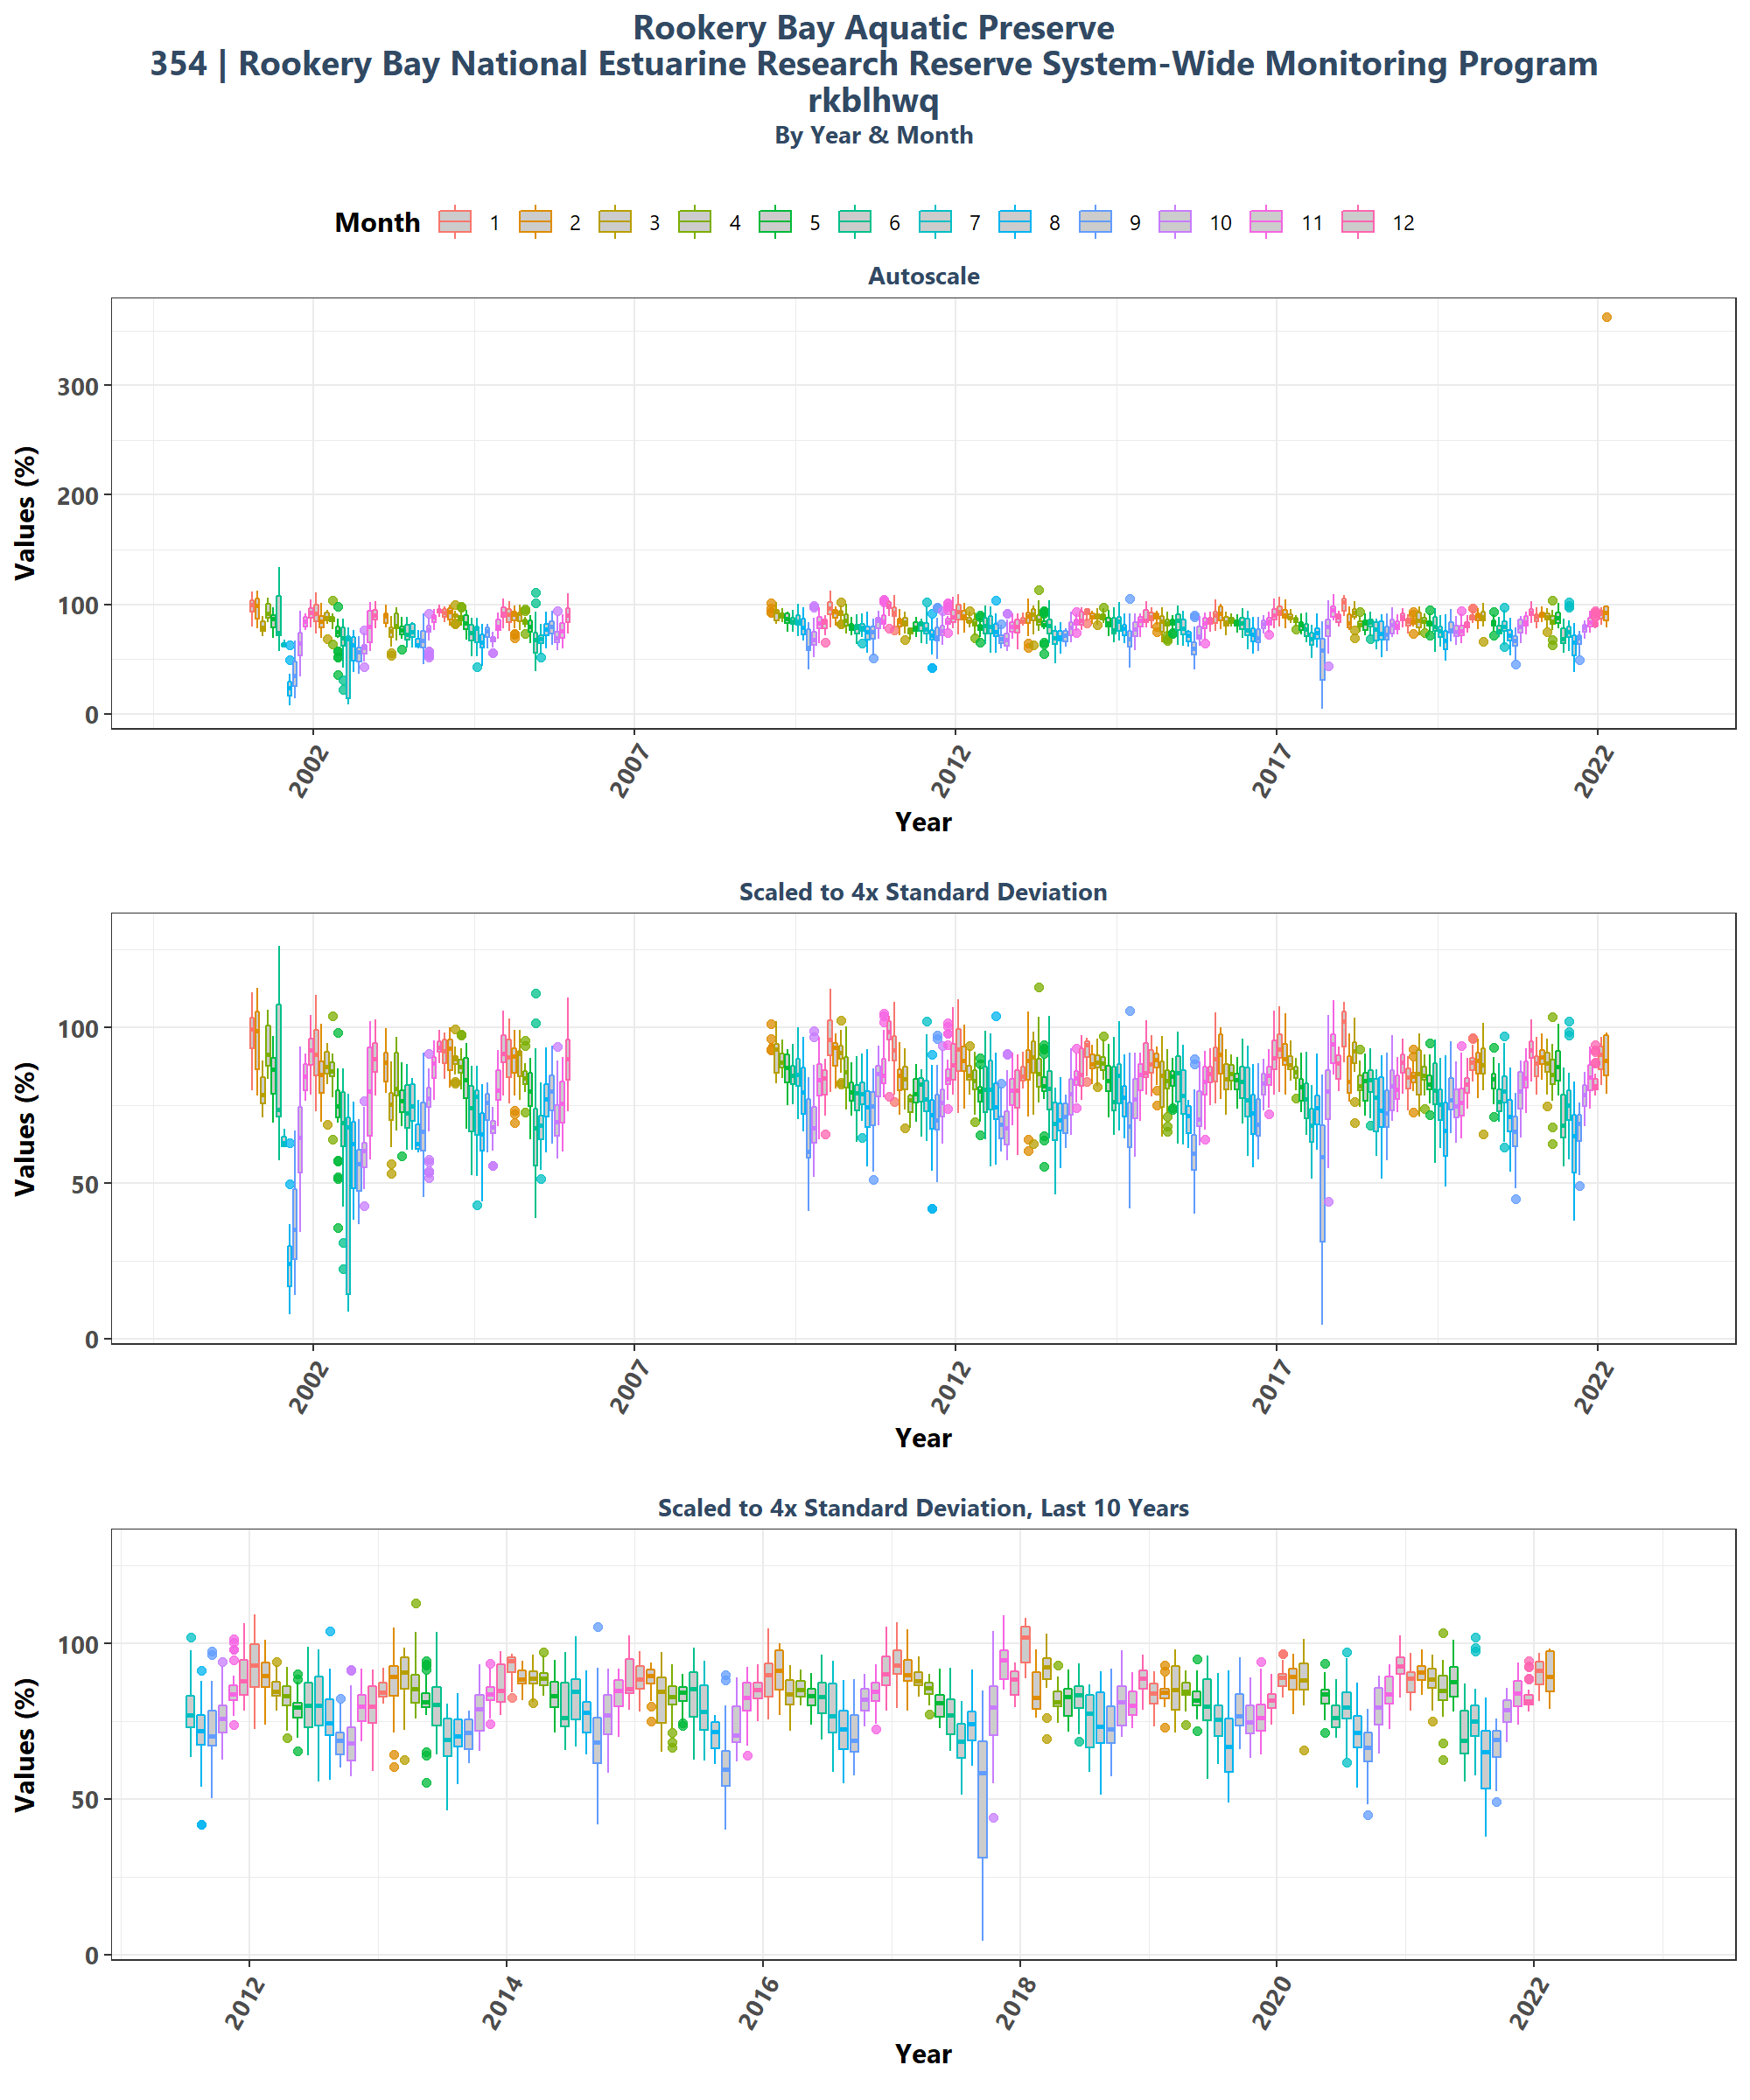 Rookery Bay Aquatic Preserve
354 | Rookery Bay National Estuarine Research Reserve System-Wide Monitoring Program
rkblhwq
By Year & Month
Month 1 2 3 4 5 6 7 8 9 10 11 12
Autoscale
Values (%)
300
200
100
0
2002 2007 2012 2017 2022
Year
Scaled to 4x Standard Deviation
Values (%)
100
50
0
2002 2007 2012 2017 2022
Year
Scaled to 4x Standard Deviation, Last 10 Years
Values (%)
100
50
0
2012 2014 2016 2018 2020 2022
Year